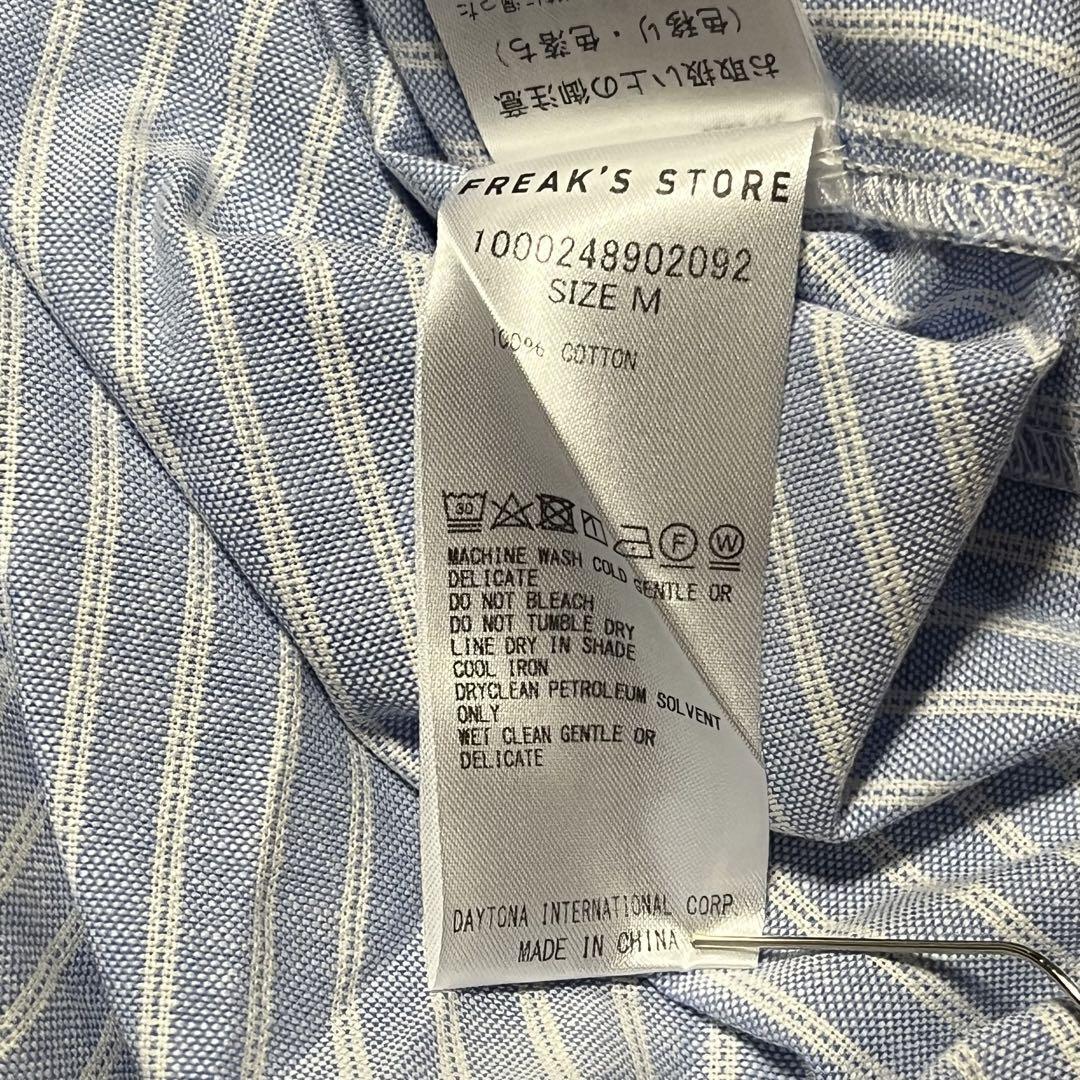 お取扱い上の御注意
(色移り・色落ち)
FREAK'S STORE
1000248902092
SIZE M
100% COTTON
30
F
W
MACHINE WASH COLD GENTLE OR
DELICATE
DO NOT BLEACH
DO NOT TUMBLE DRY
LINE DRY IN SHADE
COOL IRON
DRYCLEAN PETROLEUM SOLVENT
ONLY
WET CLEAN GENTLE OR
DELICATE
DAYTONA INTERNATIONAL CORP.
MADE IN CHINA